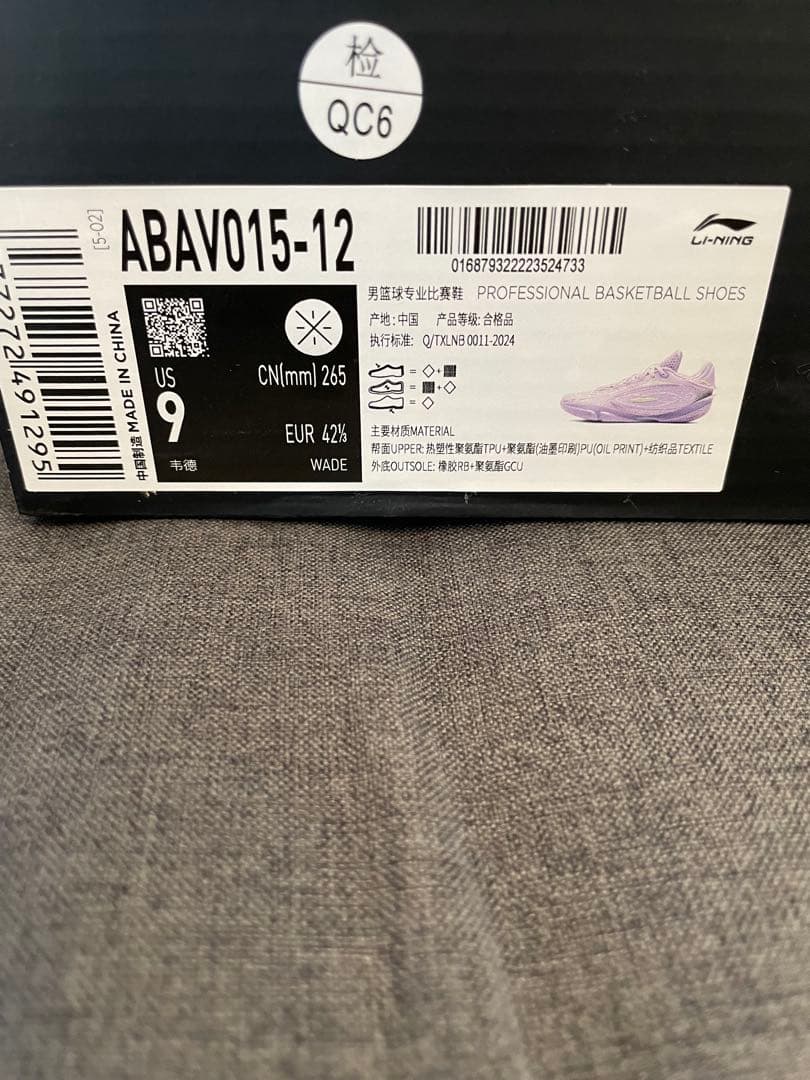 检
QC6
[5-02]
ABAV015-12
016879322223524733
LI-NING
男篮球专业比赛鞋 PROFESSIONAL BASKETBALL SHOES
产地:中国 产品等级:合格品
执行标准: Q/TXLNB 0011-2024
中国制造 MADE IN CHINA
US
9
CN(mm) 265
EUR 42⅓
韦德
WADE
主要材质MATERIAL
帮面UPPER: 热塑性聚氨酯TPU+聚氨酯(油墨印刷)PU(OIL PRINT)+纺织品TEXTILE
外底OUTSOLE: 橡胶RB+聚氨酯GCU